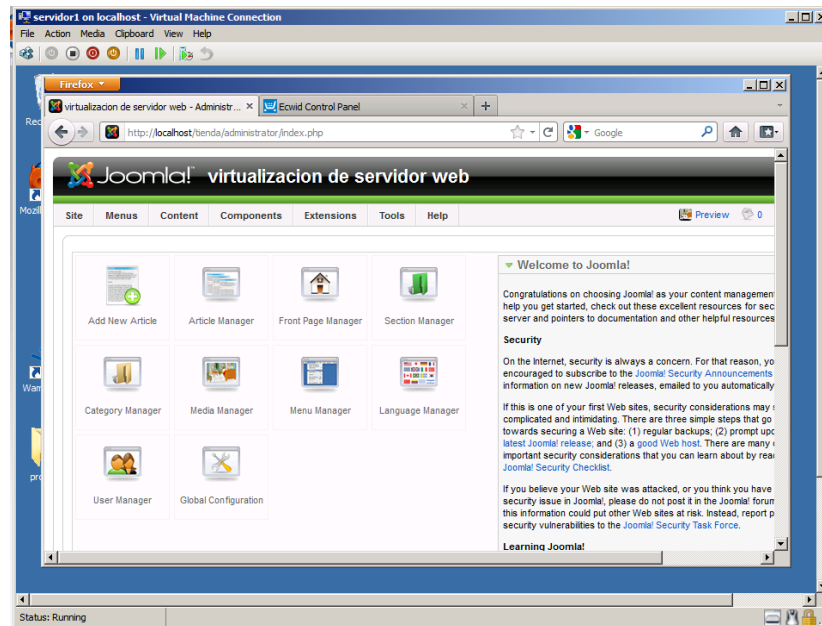 servidor1 on localhost - Virtual Machine Connection
File Action Media Clipboard View Help
Firefox
virtualizacion de servidor web - Administr...
Ecwid Control Panel
http://localhost/tienda/administrator/index.php
Google
Joomla! virtualizacion de servidor web
Site Menus Content Components Extensions Tools Help
Preview 0
Add New Article
Article Manager
Front Page Manager
Section Manager
Category Manager
Media Manager
Menu Manager
Language Manager
User Manager
Global Configuration
Welcome to Joomla!
Congratulations on choosing Joomla! as your content management
help you get started, check out these excellent resources for sec
server and pointers to documentation and other helpful resources
Security
On the Internet, security is always a concern. For that reason, yo
encouraged to subscribe to the Joomla! Security Announcements
information on new Joomla! releases, emailed to you automatically
If this is one of your first Web sites, security considerations may
complicated and intimidating. There are three simple steps that go
towards securing a Web site: (1) regular backups; (2) prompt upd
latest Joomla! release; and (3) a good Web host. There are many
important security considerations that you can learn about by rea
Joomla! Security Checklist.
If you believe your Web site was attacked, or you think you have
security issue in Joomla!, please do not post it in the Joomla! forum
this information could put other Web sites at risk. Instead, report p
security vulnerabilities to the Joomla! Security Task Force.
Learning Joomla!
Rec
Mozill
Wam
pro
Status: Running